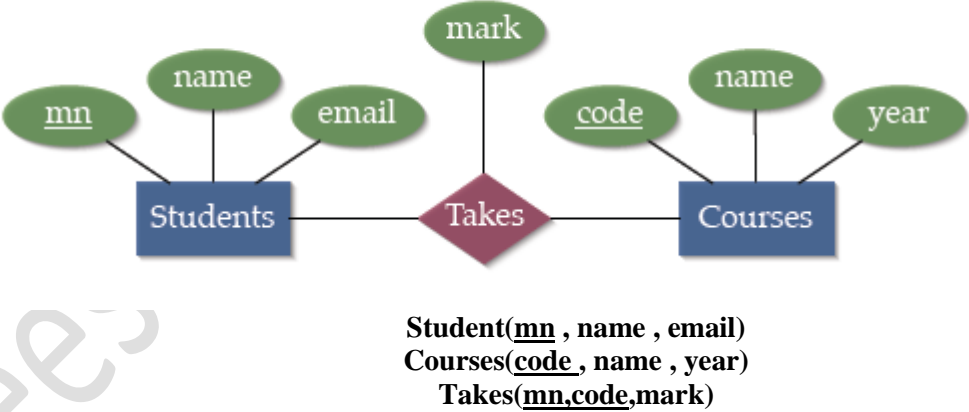 mark
name
name
mn
email
code
year
Students
Takes
Courses
Student(mn , name , email)
Courses(code , name , year)
Takes(mn,code,mark)